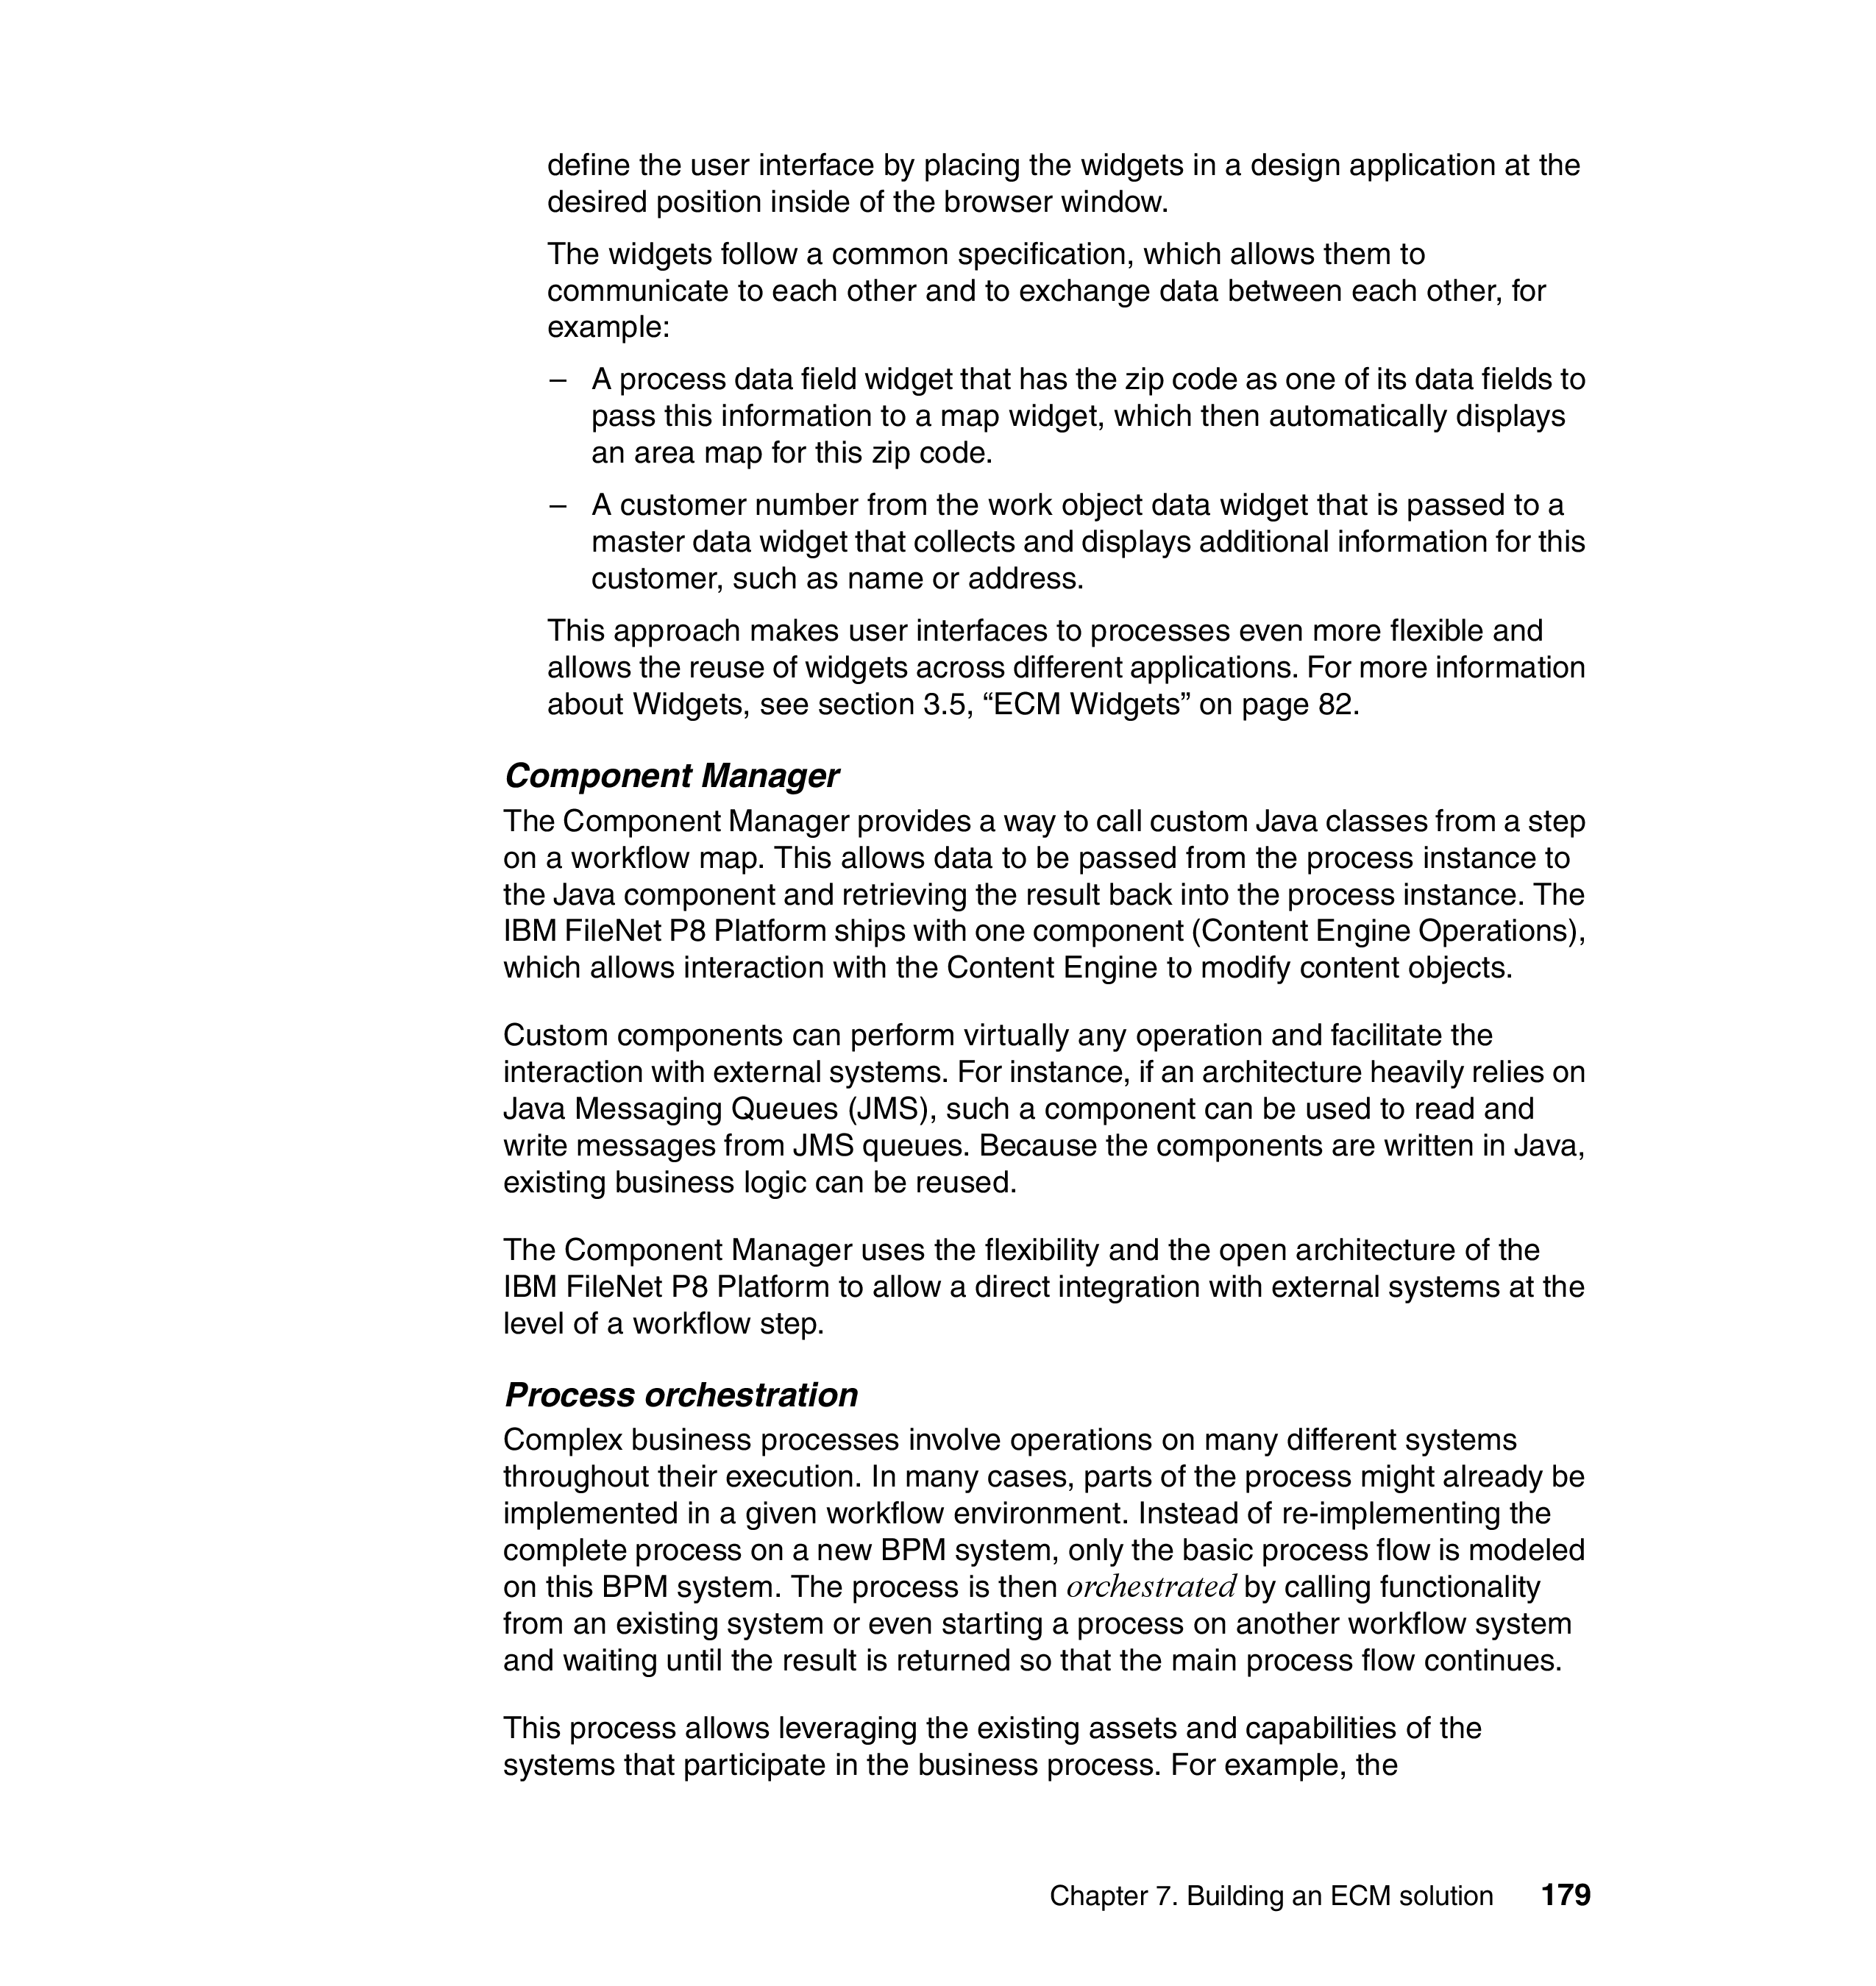 define the user interface by placing the widgets in a design application at the
desired position inside of the browser window.
The widgets follow a common specification, which allows them to
communicate to each other and to exchange data between each other, for
example:
– A process data field widget that has the zip code as one of its data fields to
pass this information to a map widget, which then automatically displays
an area map for this zip code.
– A customer number from the work object data widget that is passed to a
master data widget that collects and displays additional information for this
customer, such as name or address.
This approach makes user interfaces to processes even more flexible and
allows the reuse of widgets across different applications. For more information
about Widgets, see section 3.5, “ECM Widgets” on page 82.
Component Manager
The Component Manager provides a way to call custom Java classes from a step
on a workflow map. This allows data to be passed from the process instance to
the Java component and retrieving the result back into the process instance. The
IBM FileNet P8 Platform ships with one component (Content Engine Operations),
which allows interaction with the Content Engine to modify content objects.
Custom components can perform virtually any operation and facilitate the
interaction with external systems. For instance, if an architecture heavily relies on
Java Messaging Queues (JMS), such a component can be used to read and
write messages from JMS queues. Because the components are written in Java,
existing business logic can be reused.
The Component Manager uses the flexibility and the open architecture of the
IBM FileNet P8 Platform to allow a direct integration with external systems at the
level of a workflow step.
Process orchestration
Complex business processes involve operations on many different systems
throughout their execution. In many cases, parts of the process might already be
implemented in a given workflow environment. Instead of re-implementing the
complete process on a new BPM system, only the basic process flow is modeled
on this BPM system. The process is then orchestrated by calling functionality
from an existing system or even starting a process on another workflow system
and waiting until the result is returned so that the main process flow continues.
This process allows leveraging the existing assets and capabilities of the
systems that participate in the business process. For example, the
Chapter 7. Building an ECM solution 179